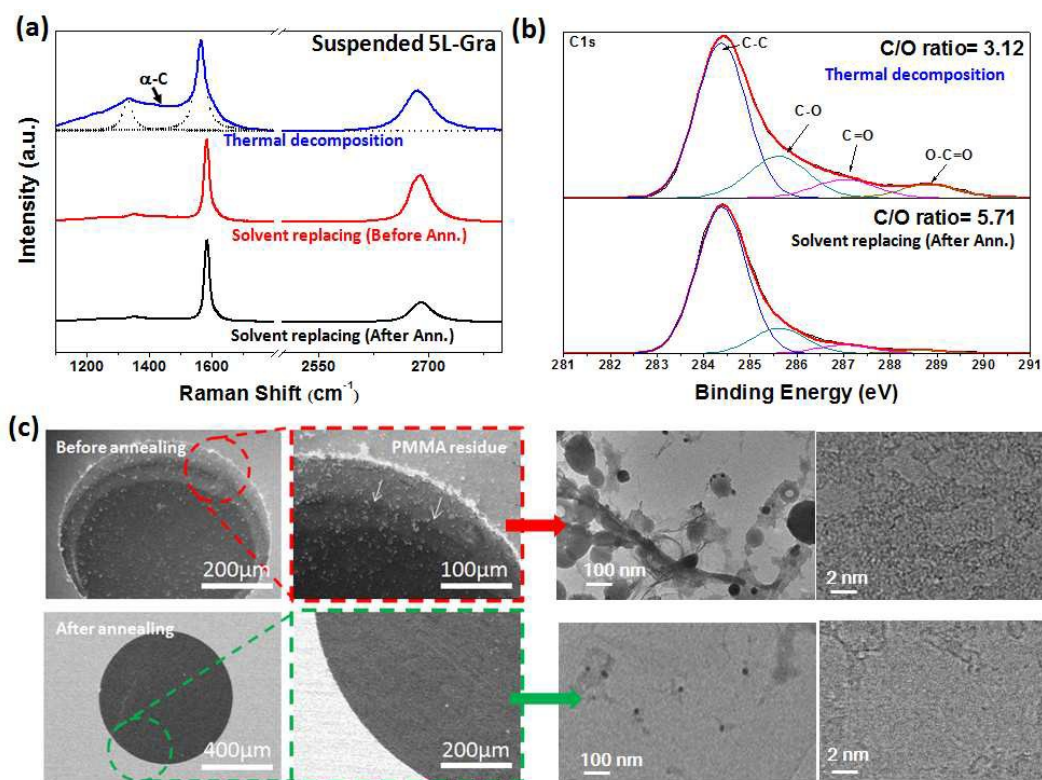 (a)
Suspended 5L-Gra
α-C
Thermal decomposition
Solvent replacing (Before Ann.)
Solvent replacing (After Ann.)
Intensity (a.u.)
1200 1400 1600 2550 2700
Raman Shift (cm-1)
(b)
C1s
C-C
C/O ratio= 3.12
Thermal decomposition
C-O
C=O
O-C=O
C/O ratio= 5.71
Solvent replacing (After Ann.)
Intensity (a.u.)
281 282 283 284 285 286 287 288 289 290 291
Binding Energy (eV)
(c)
Before annealing
200μm
PMMA residue
100μm
100 nm
2 nm
After annealing
400μm
200μm
100 nm
2 nm